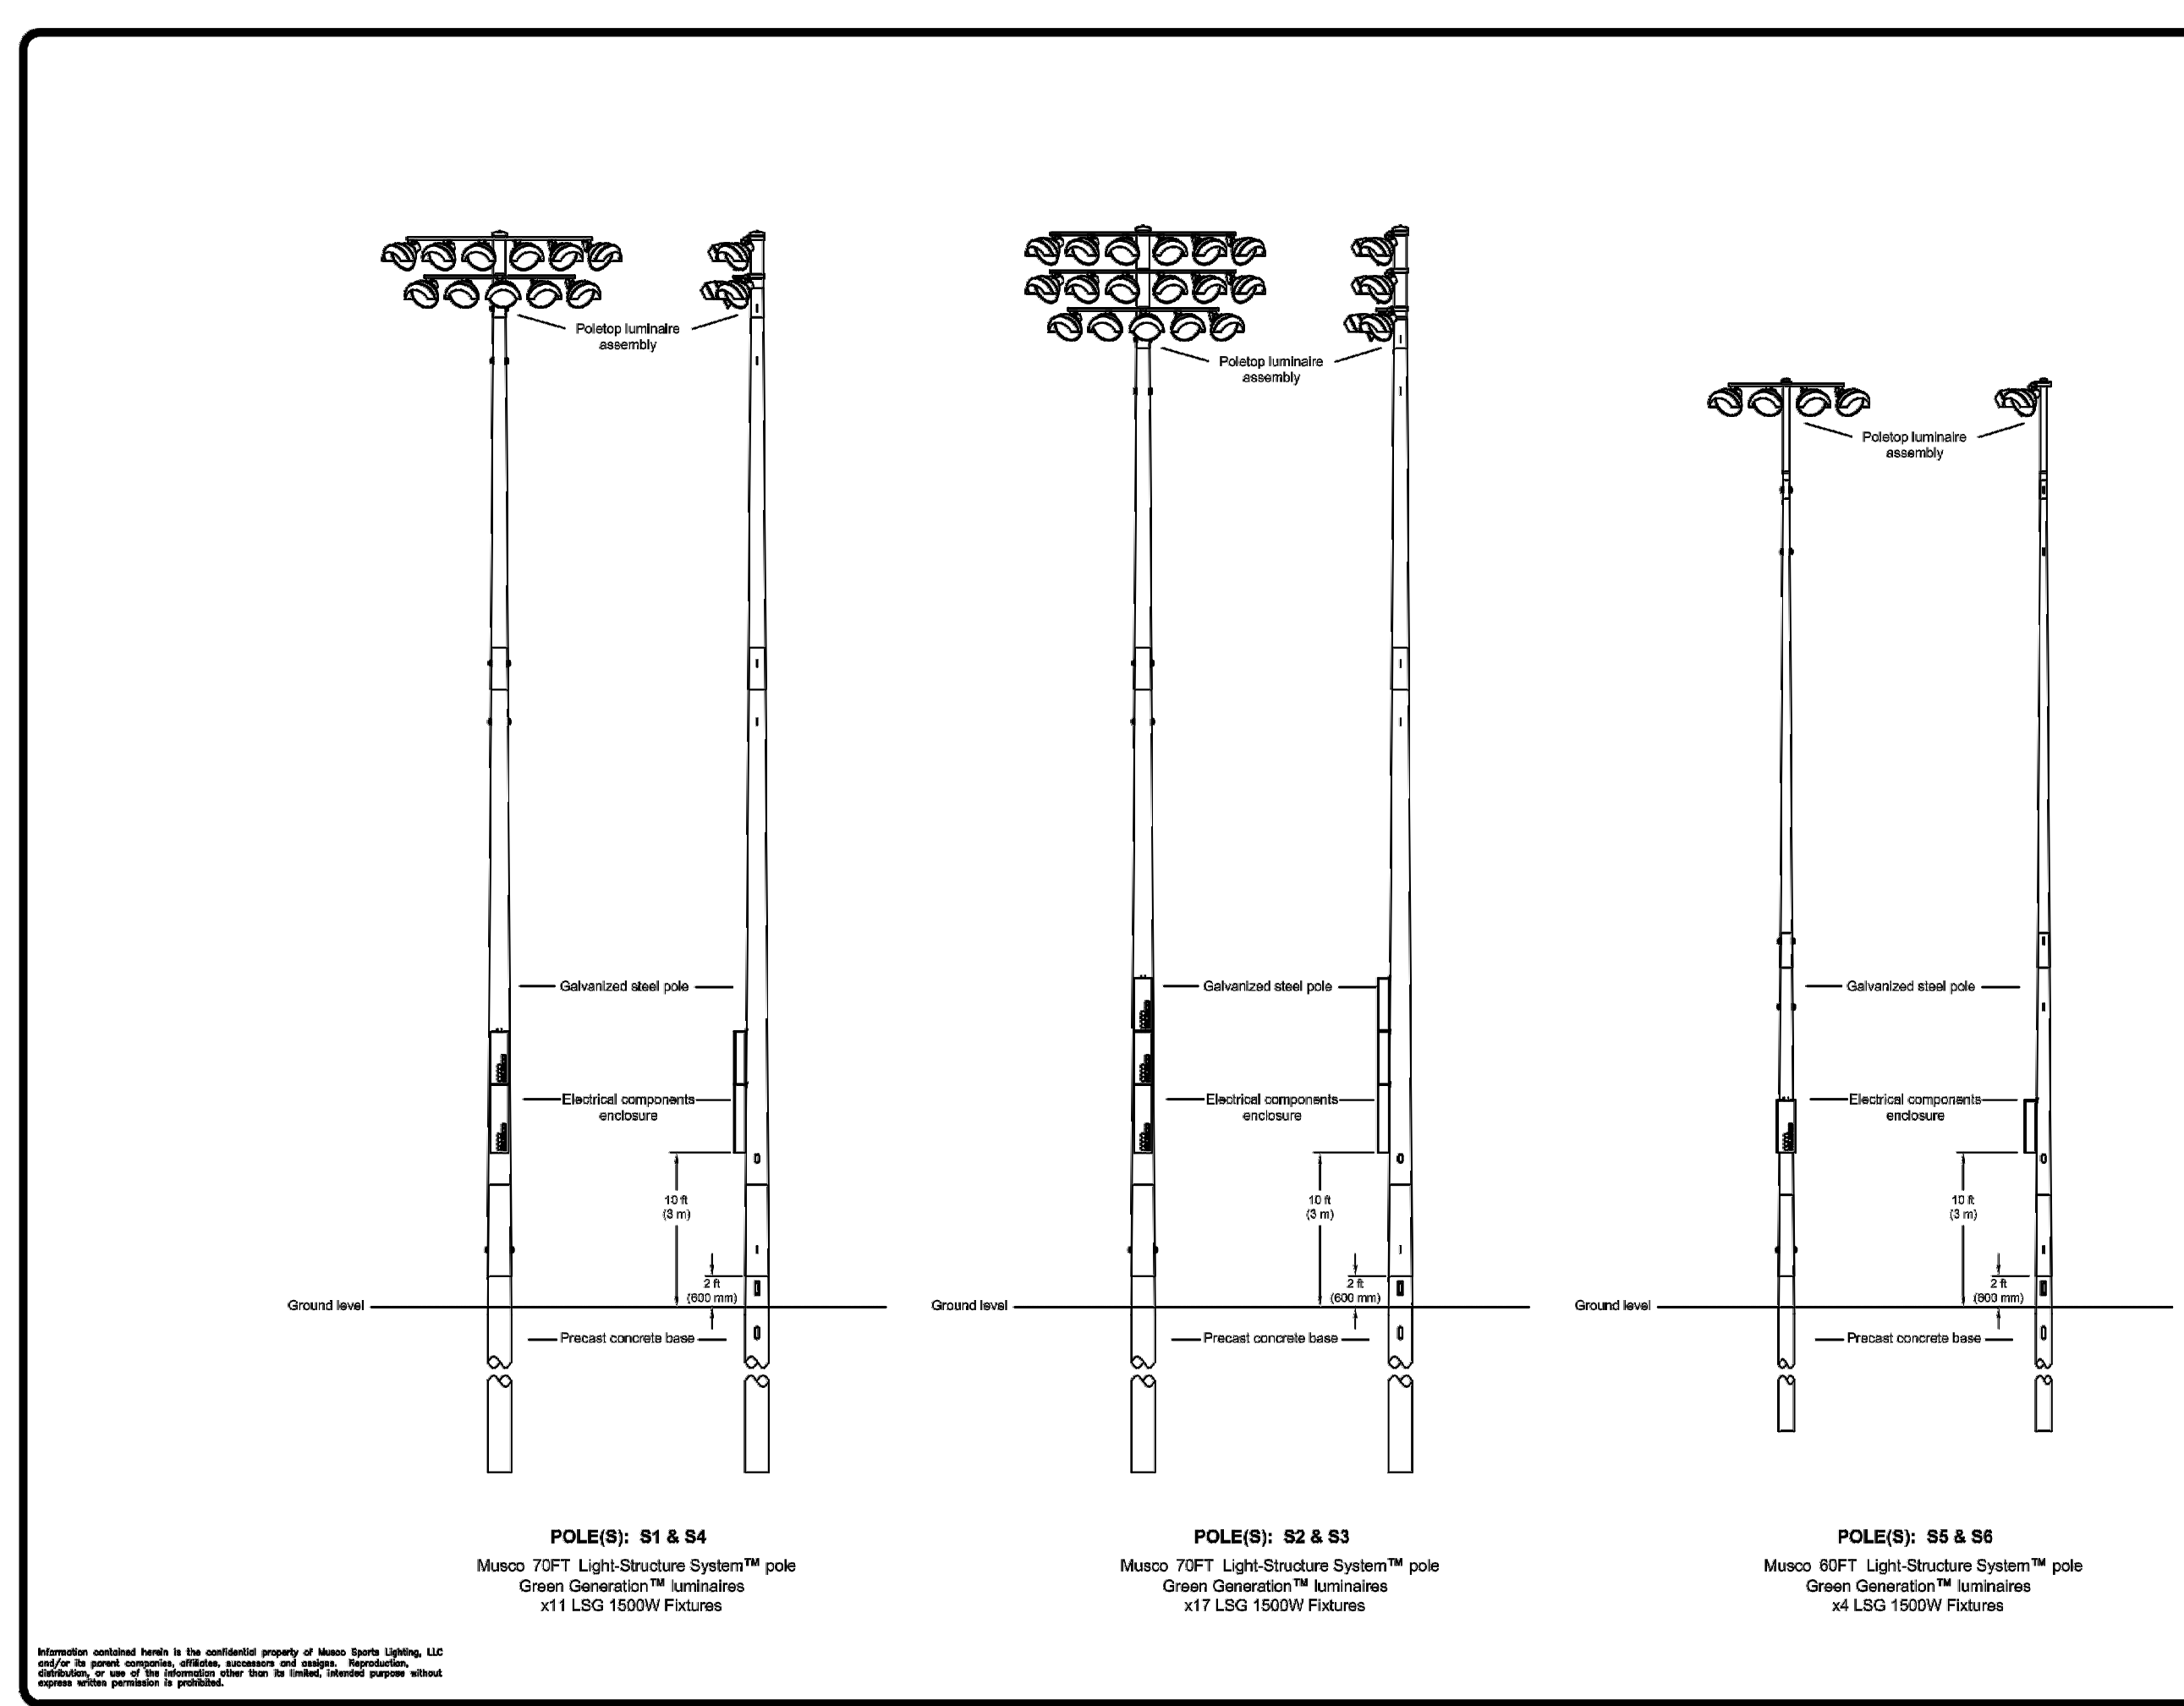 Poletop luminaire
assembly
Galvanized steel pole
Electrical components
enclosure
10 ft
(3 m)
2 ft
(600 mm)
Ground level
Precast concrete base
POLE(S): S1 & S4
Musco 70FT Light-Structure System™ pole
Green Generation™ luminaires
x11 LSG 1500W Fixtures
Poletop luminaire
assembly
Galvanized steel pole
Electrical components
enclosure
10 ft
(3 m)
2 ft
(600 mm)
Ground level
Precast concrete base
POLE(S): S2 & S3
Musco 70FT Light-Structure System™ pole
Green Generation™ luminaires
x17 LSG 1500W Fixtures
Poletop luminaire
assembly
Galvanized steel pole
Electrical components
enclosure
10 ft
(3 m)
2 ft
(600 mm)
Ground level
Precast concrete base
POLE(S): S5 & S6
Musco 60FT Light-Structure System™ pole
Green Generation™ luminaires
x4 LSG 1500W Fixtures
Information contained herein is the confidential property of Musco Sports Lighting, LLC
and/or its parent companies, affiliates, successors and assigns. Reproduction,
distribution, or use of the information other than its limited, intended purpose without
express written permission is prohibited.